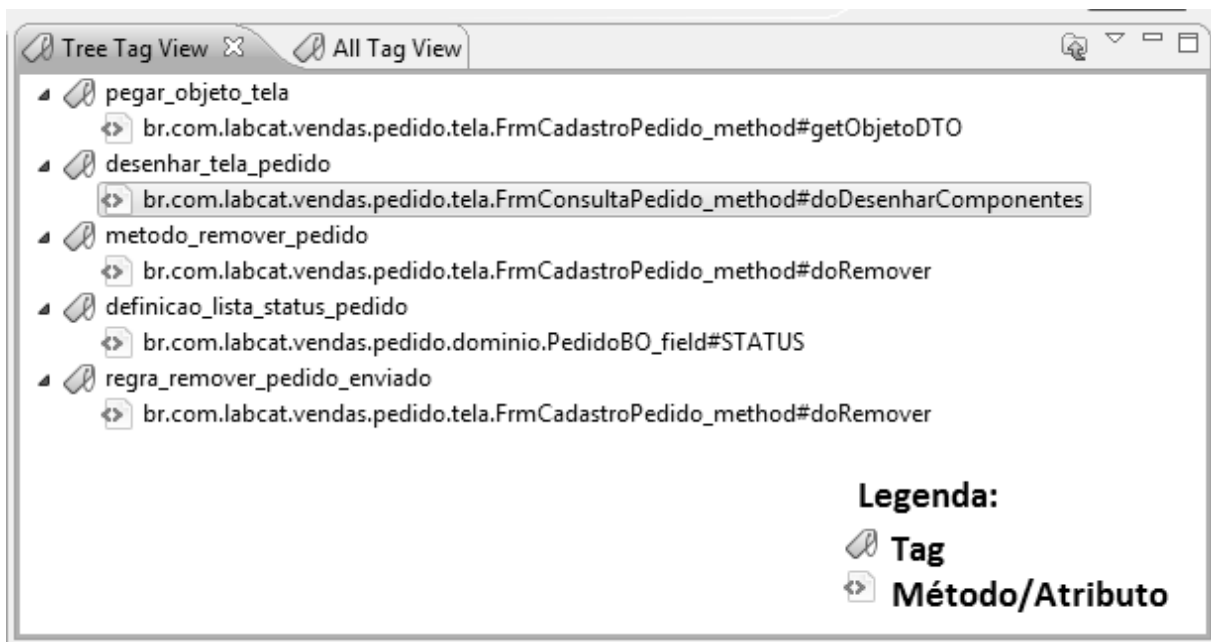 Tree Tag View All Tag View
pegar_objeto_tela
br.com.labcat.vendas.pedido.tela.FrmCadastroPedido_method#getObjetoDTO
desenhar_tela_pedido
br.com.labcat.vendas.pedido.tela.FrmConsultaPedido_method#doDesenharComponentes
metodo_remover_pedido
br.com.labcat.vendas.pedido.tela.FrmCadastroPedido_method#doRemover
definicao_lista_status_pedido
br.com.labcat.vendas.pedido.dominio.PedidoBO_field#STATUS
regra_remover_pedido_enviado
br.com.labcat.vendas.pedido.tela.FrmCadastroPedido_method#doRemover
Legenda:
Tag
Método/Atributo